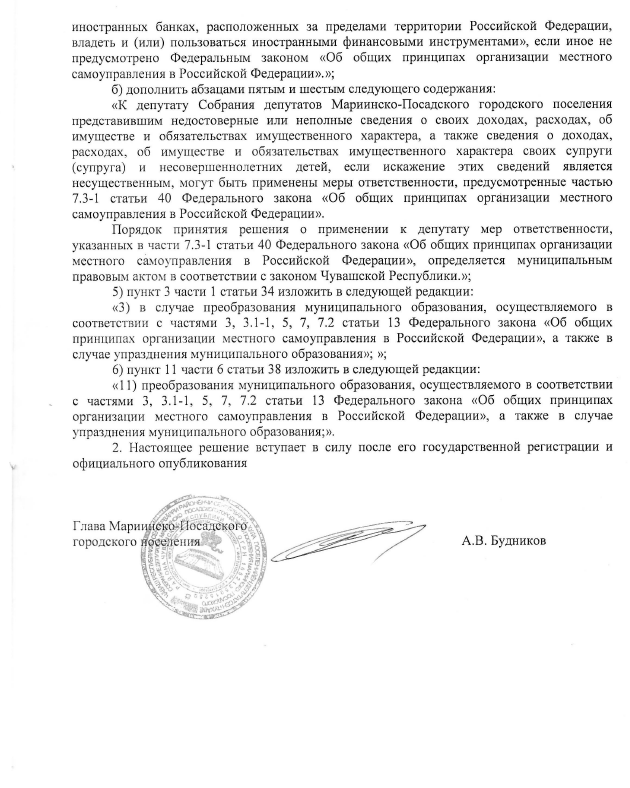 иностранных банках, расположенных за пределами территории Российской Федерации,
владеть и (или) пользоваться иностранными финансовыми инструментами», если иное не
предусмотрено Федеральным законом «Об общих принципах организации местного
самоуправления в Российской Федерации».»;
б) дополнить абзацами пятым и шестым следующего содержания:
«К депутату Собрания депутатов Мариинско-Посадского городского поселения
представившим недостоверные или неполные сведения о своих доходах, расходах, об
имуществе и обязательствах имущественного характера, а также сведения о доходах,
расходах, об имуществе и обязательствах имущественного характера своих супруги
(супруга) и несовершеннолетних детей, если искажение этих сведений является
несущественным, могут быть применены меры ответственности, предусмотренные частью
7.3-1 статьи 40 Федерального закона «Об общих принципах организации местного
самоуправления в Российской Федерации».
Порядок принятия решения о применении к депутату мер ответственности,
указанных в части 7.3-1 статьи 40 Федерального закона «Об общих принципах организации
местного самоуправления в Российской Федерации», определяется муниципальным
правовым актом в соответствии с законом Чувашской Республики.»;
5) пункт 3 части 1 статьи 34 изложить в следующей редакции:
«3) в случае преобразования муниципального образования, осуществляемого в
соответствии с частями 3, 3.1-1, 5, 7, 7.2 статьи 13 Федерального закона «Об общих
принципах организации местного самоуправления в Российской Федерации», а также в
случае упразднения муниципального образования»; »;
6) пункт 11 части 6 статьи 38 изложить в следующей редакции:
«11) преобразования муниципального образования, осуществляемого в соответствии
с частями 3, 3.1-1, 5, 7, 7.2 статьи 13 Федерального закона «Об общих принципах
организации местного самоуправления в Российской Федерации», а также в случае
упразднения муниципального образования;».
2. Настоящее решение вступает в силу после его государственной регистрации и
официального опубликования
Глава Мариинско-Посадского
городского поселения А.В. Будников